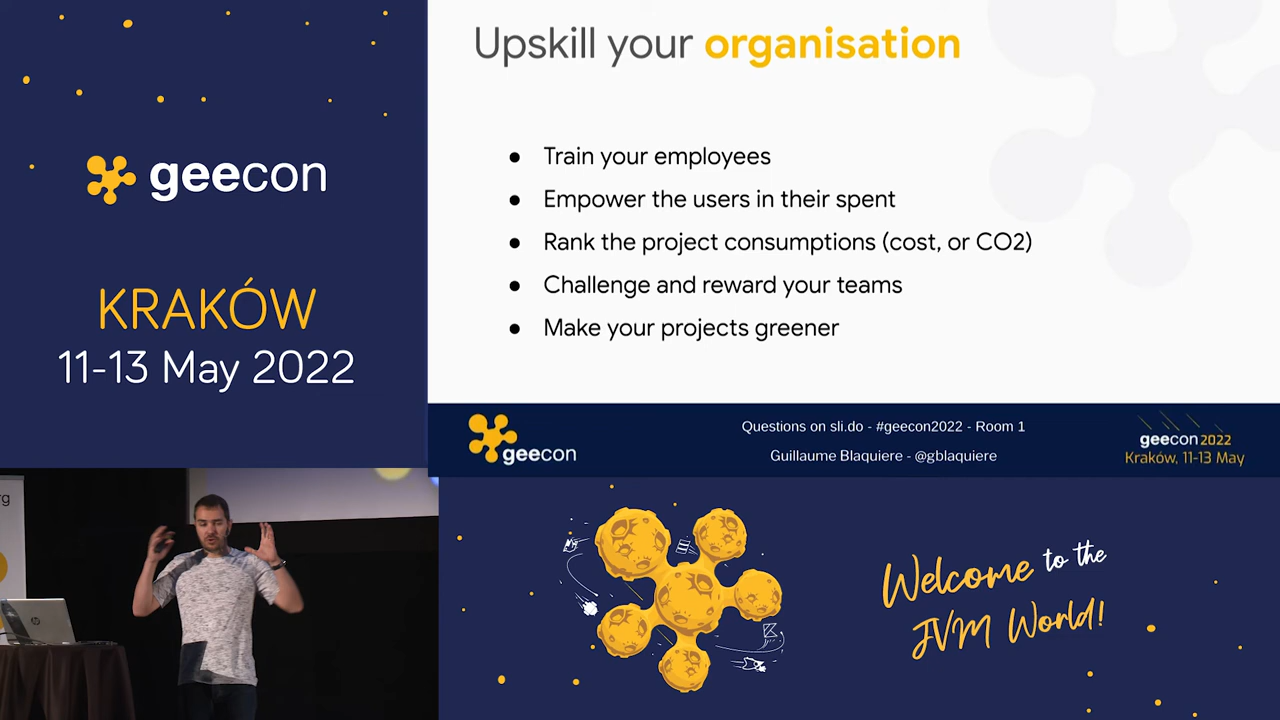 geecon
KRAKÓW
11-13 May 2022
Upskill your organisation
● Train your employees
● Empower the users in their spent
● Rank the project consumptions (cost, or CO2)
● Challenge and reward your teams
● Make your projects greener
geecon
Questions on sli.do - #geecon2022 - Room 1
Guillaume Blaquiere - @gblaquiere
geecon 2022
Kraków, 11-13 May
rg
hp
Welcome to the
JVM World!